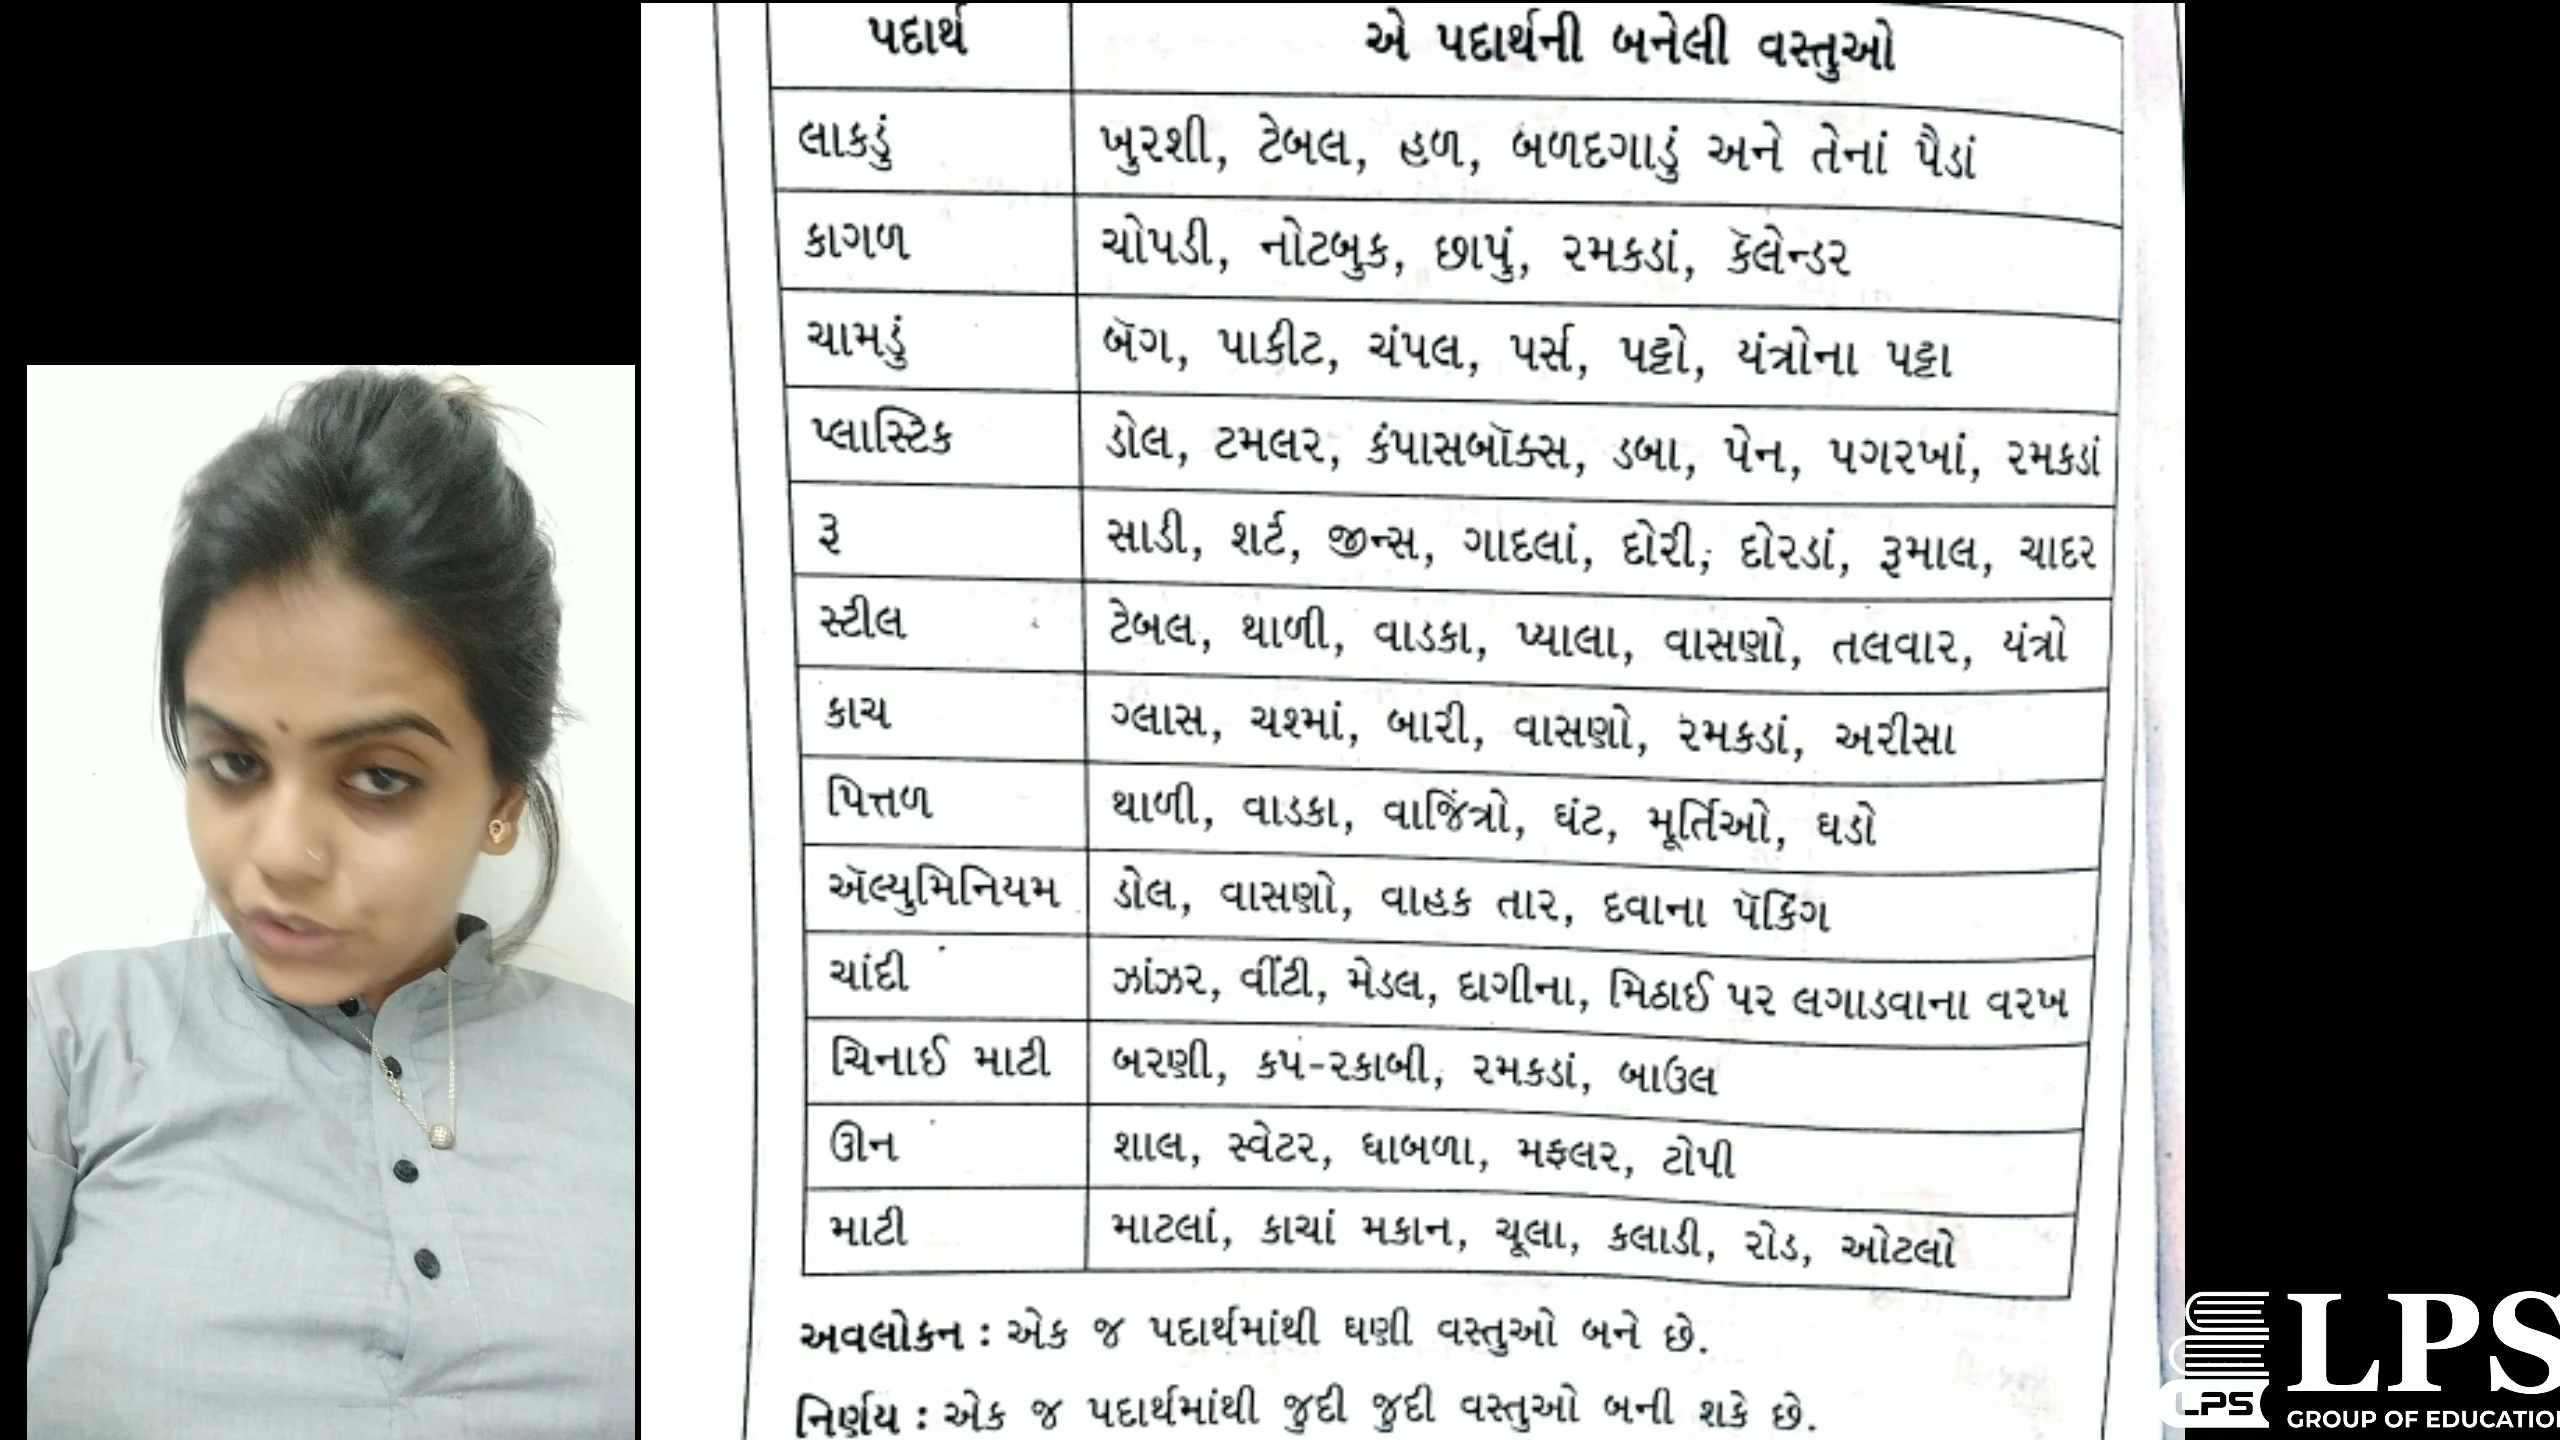 પદાર્થ એ પદાર્થની બનેલી વસ્તુઓ
લાકડું ખુરશી, ટેબલ, હળ, બળદગાડું અને તેનાં પૈડાં
કાગળ ચોપડી, નોટબુક, છાપું, રમકડાં, કૅલેન્ડર
ચામડું બૅગ, પાકીટ, ચંપલ, પર્સ, પટ્ટો, યંત્રોના પટ્ટા
પ્લાસ્ટિક ડોલ, ટમલર, કંપાસબૉક્સ, ડબા, પેન, પગરખાં, રમકડાં
રૂ સાડી, શર્ટ, જીન્સ, ગાદલાં, દોરી, દોરડાં, રૂમાલ, ચાદર
સ્ટીલ ટેબલ, થાળી, વાડકા, પ્યાલા, વાસણો, તલવાર, યંત્રો
કાચ ગ્લાસ, ચશ્માં, બારી, વાસણો, રમકડાં, અરીસા
પિત્તળ થાળી, વાડકા, વાજિંત્રો, ઘંટ, મૂર્તિઓ, ઘડો
ઍલ્યુમિનિયમ ડોલ, વાસણો, વાહક તાર, દવાના પૅકિંગ
ચાંદી ઝાંઝર, વીંટી, મેડલ, દાગીના, મિઠાઈ પર લગાડવાના વરખ
ચિનાઈ માટી બરણી, કપ-રકાબી, રમકડાં, બાઉલ
ઊન શાલ, સ્વેટર, ધાબળા, મફલર, ટોપી
માટી માટલાં, કાચાં મકાન, ચૂલા, કલાડી, રોડ, ઓટલો
અવલોકન : એક જ પદાર્થમાંથી ઘણી વસ્તુઓ બને છે.
નિર્ણય : એક જ પદાર્થમાંથી જુદી જુદી વસ્તુઓ બની શકે છે.
LPS
LPS
GROUP OF EDUCATION